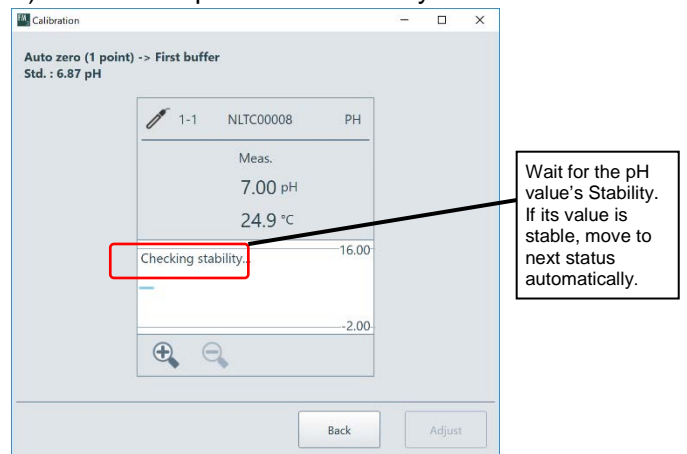 Calibration
Auto zero (1 point) -> First buffer
Std. : 6.87 pH
1-1 NLTC00008 PH
Meas.
7.00 pH
24.9 °C
16.00
Checking stability...
-2.00
Back
Adjust
Wait for the pH
value's Stability.
If its value is
stable, move to
next status
automatically.